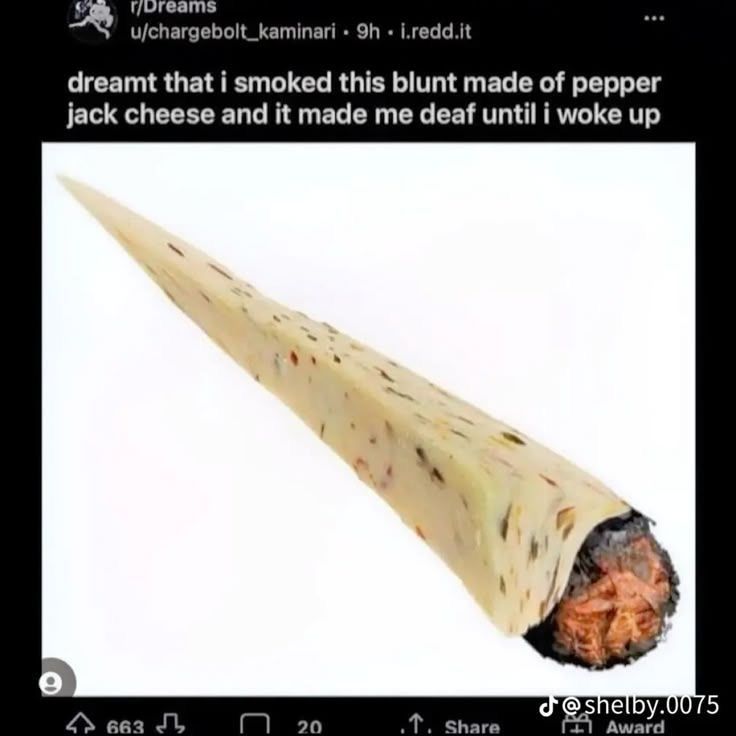 r/Dreams
u/chargebolt_kaminari • 9h • i.redd.it
dreamt that i smoked this blunt made of pepper
jack cheese and it made me deaf until i woke up
@shelby.0075
663
20
Share
Award